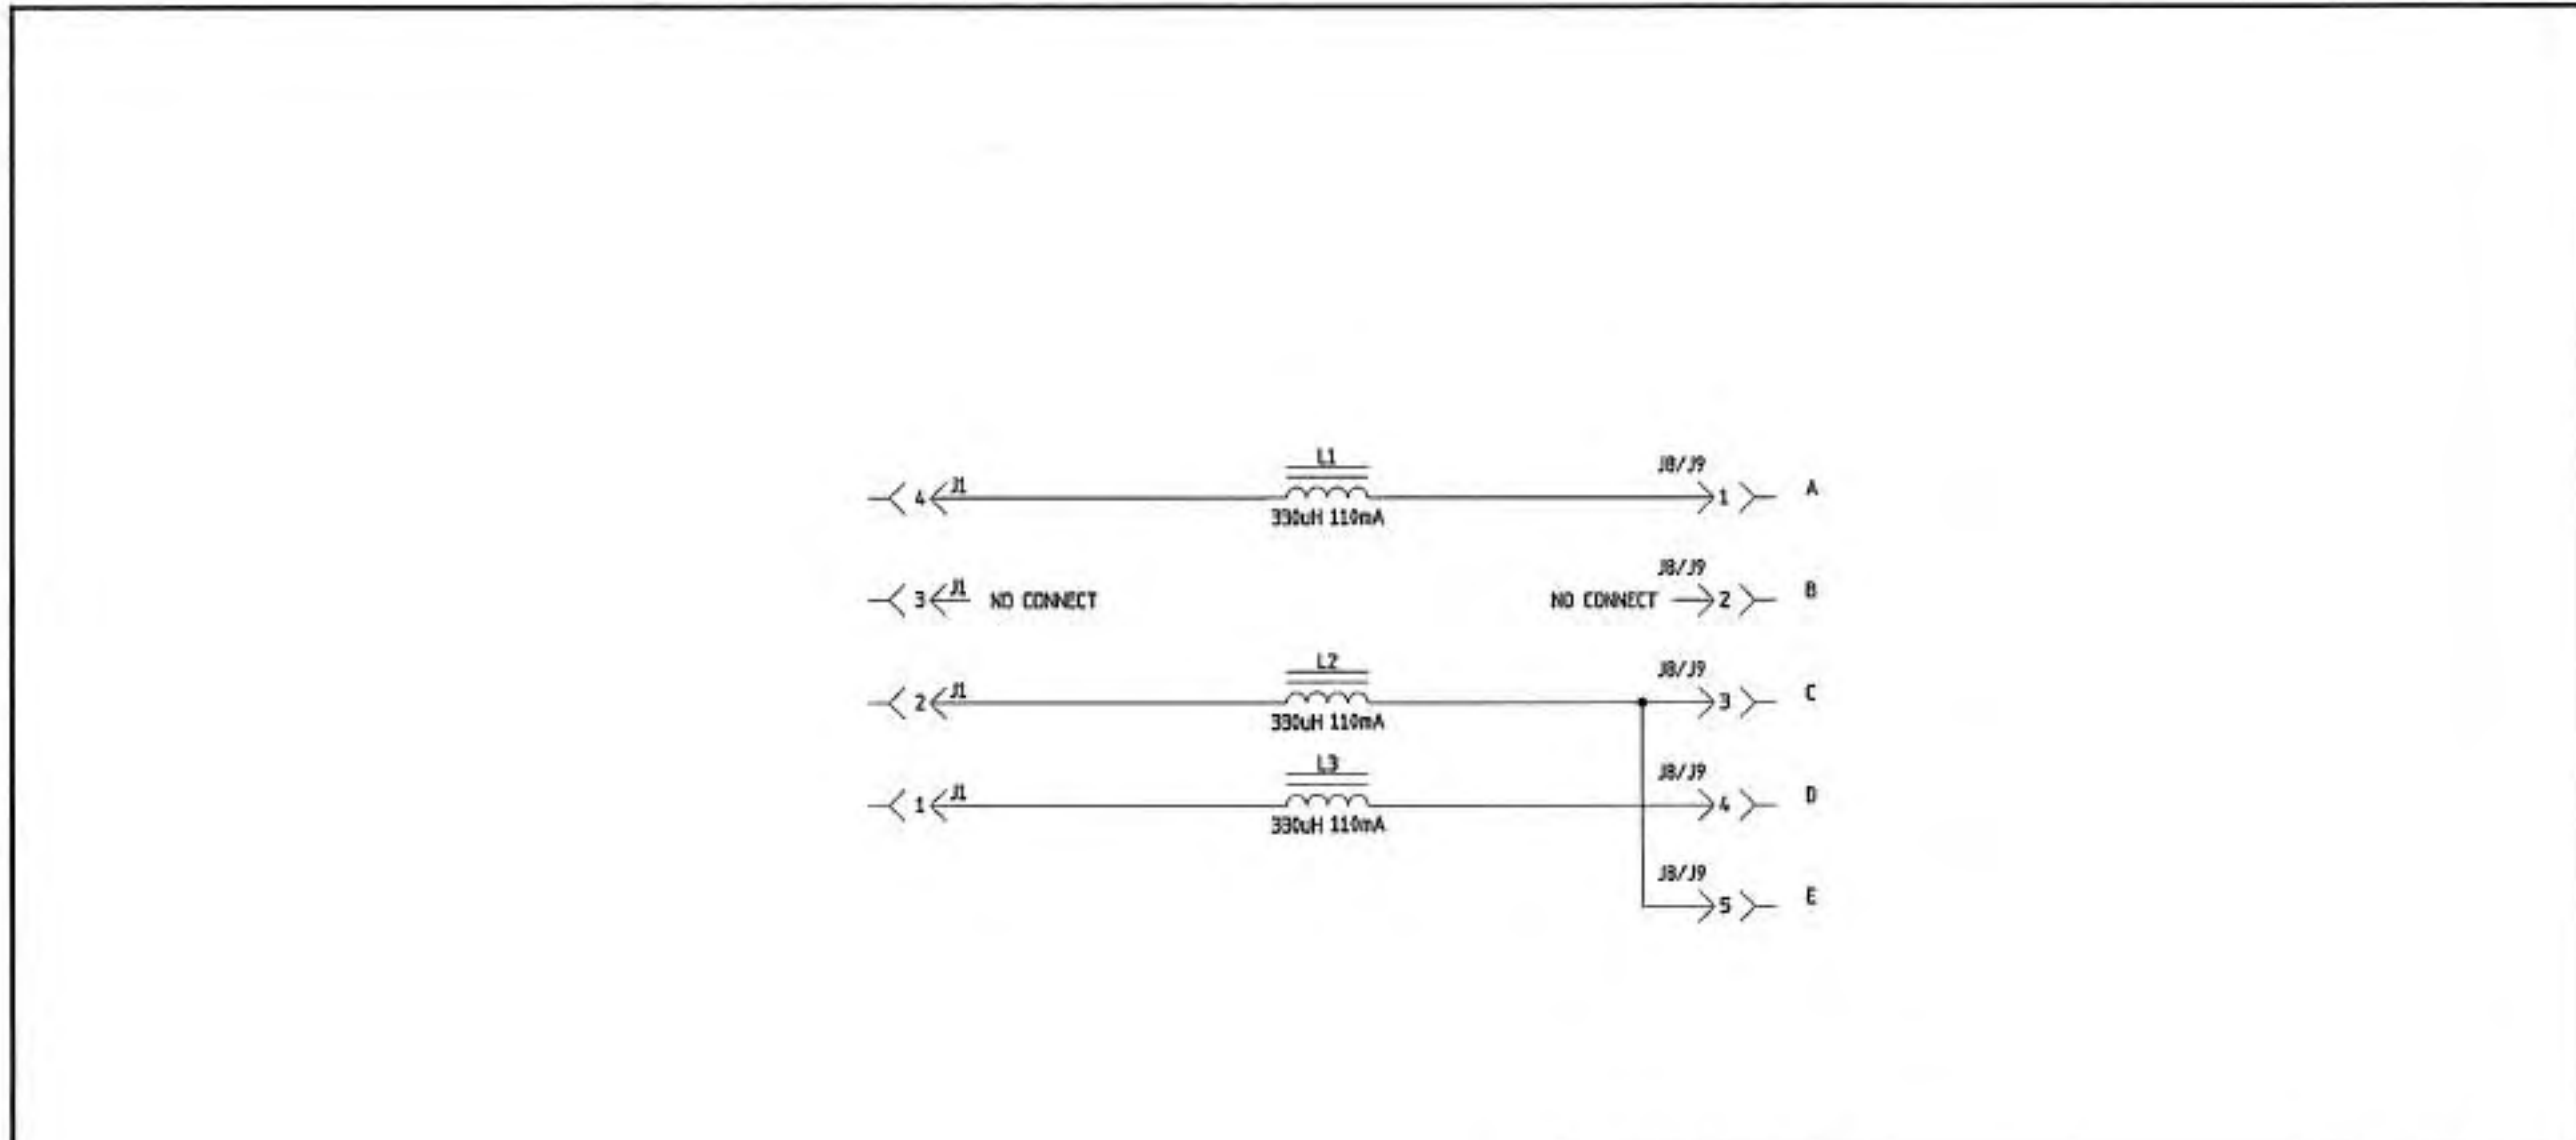 L1
J8/J9
4 J1
1
A
330uH 110mA
J8/J9
3 J1 NO CONNECT
NO CONNECT 2
B
L2
J8/J9
2 J1
3
C
330uH 110mA
L3
J8/J9
1 J1
4
D
330uH 110mA
J8/J9
5
E